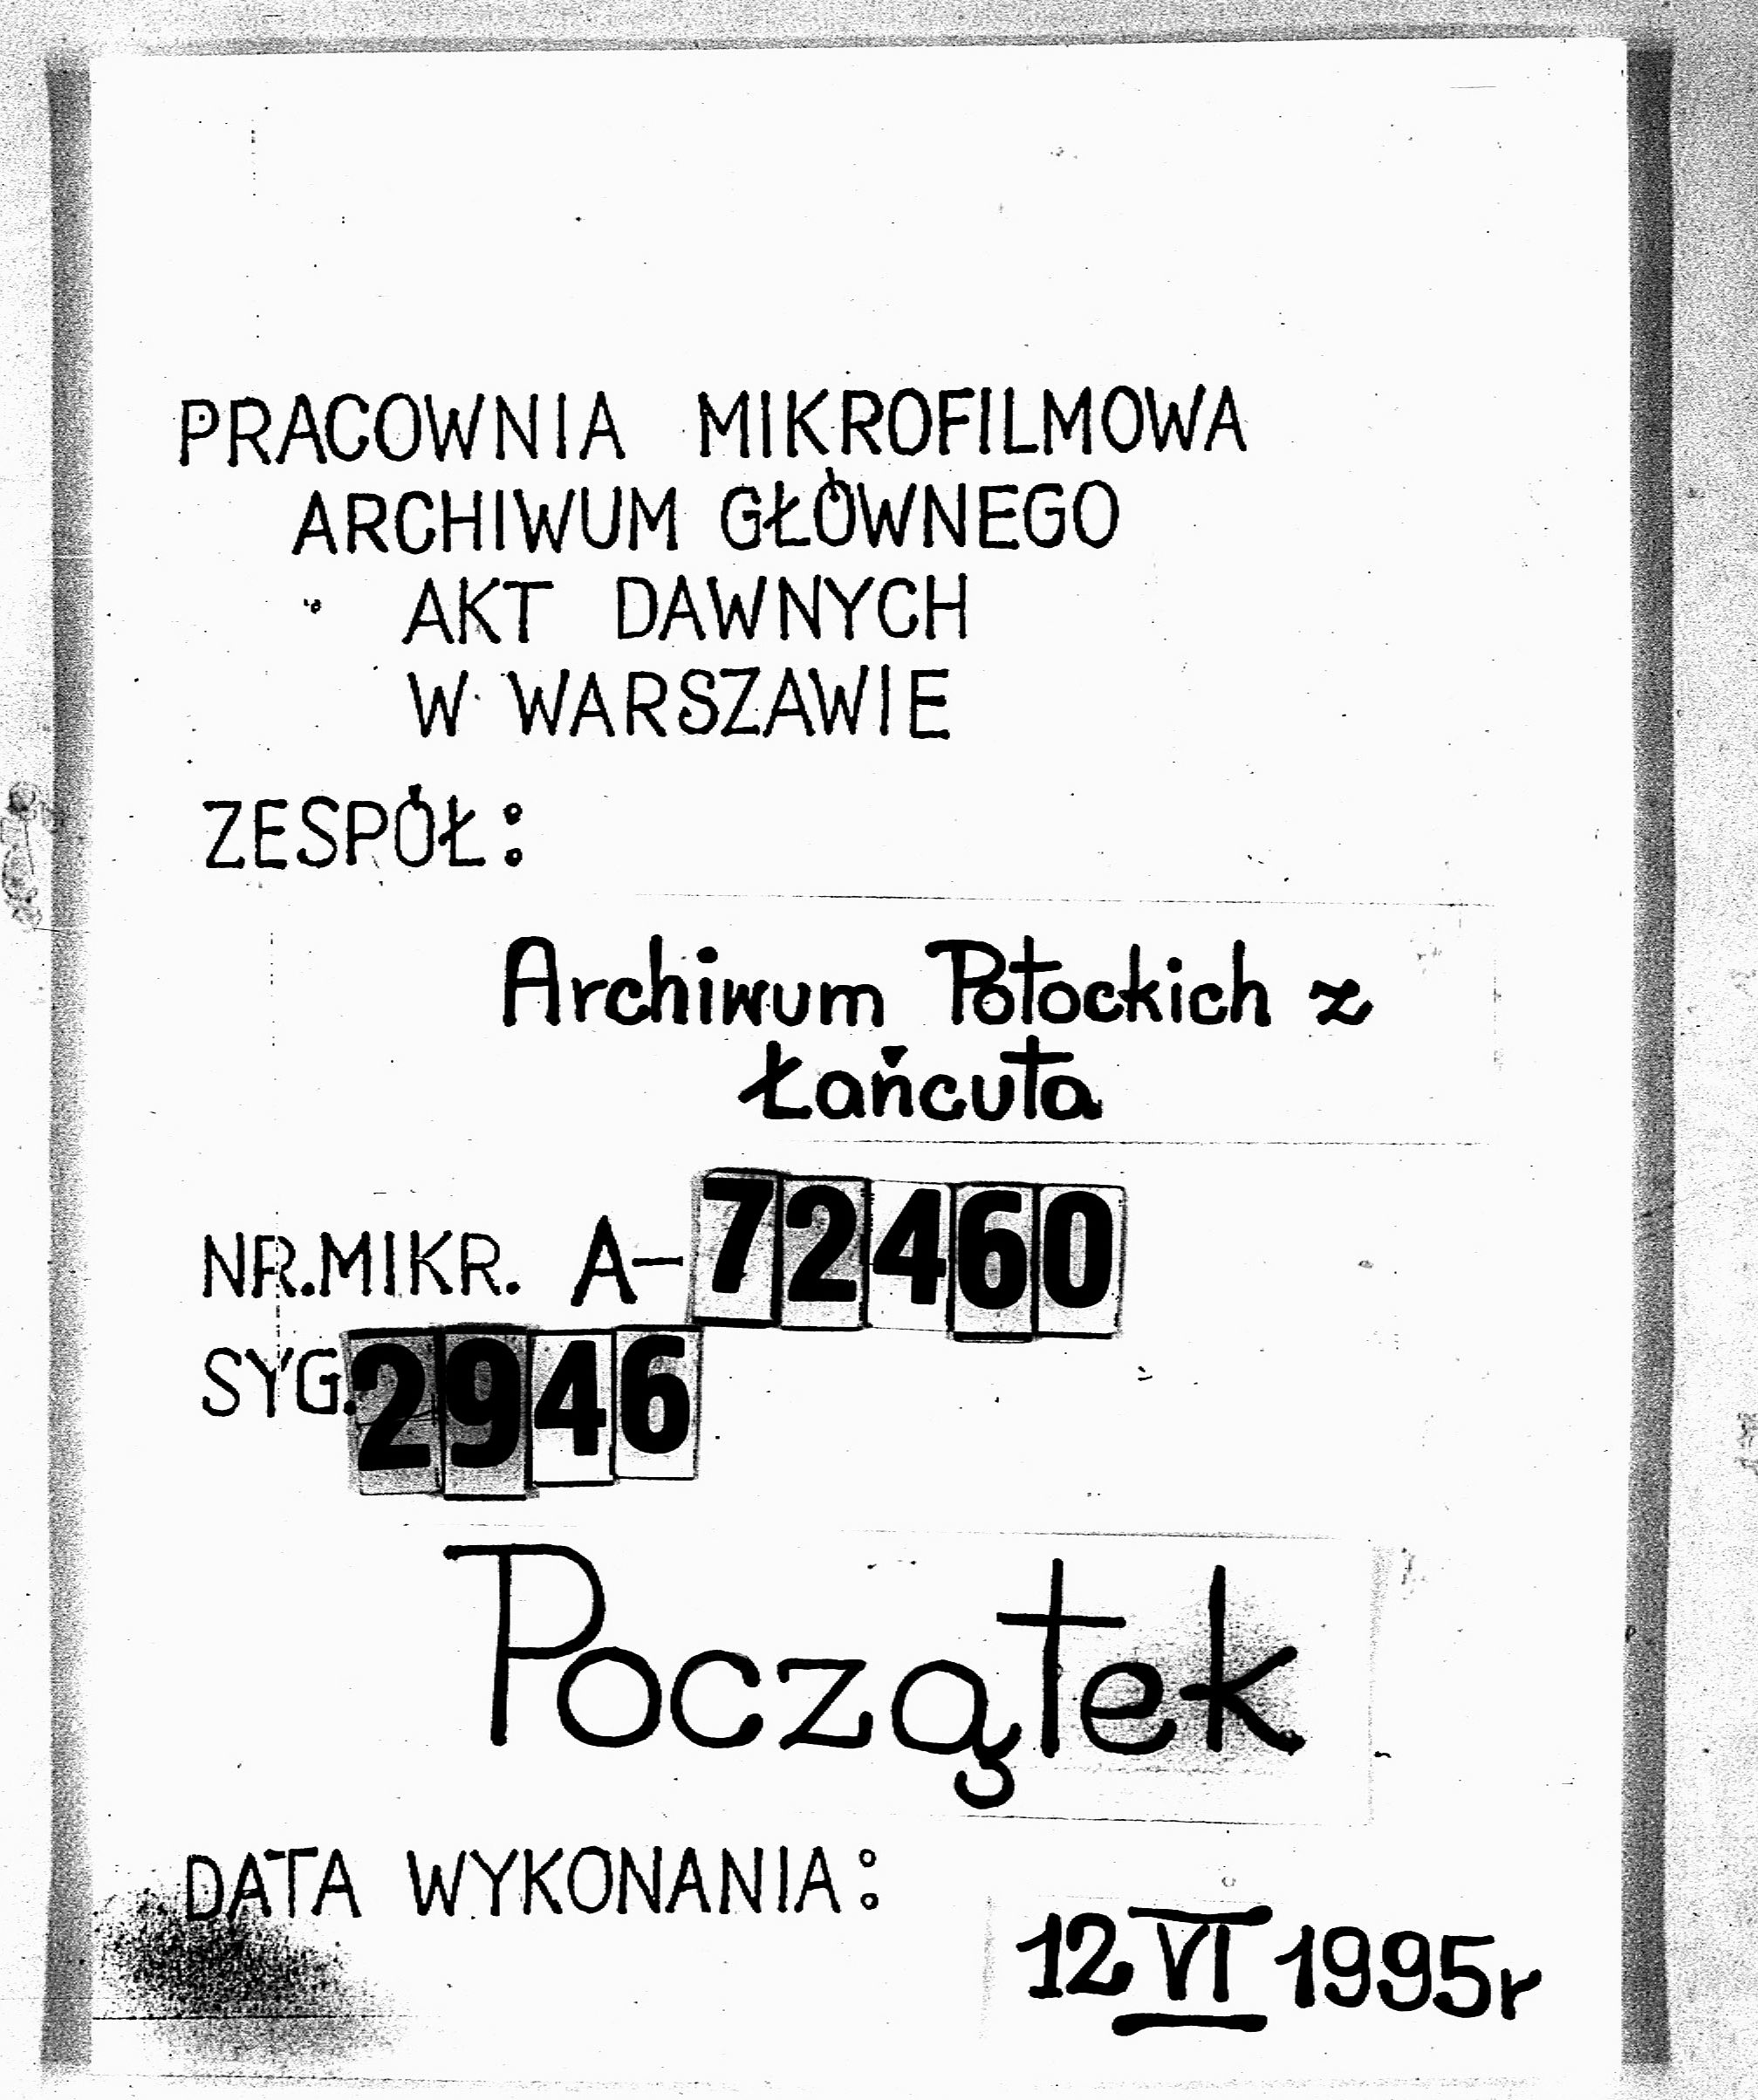 PRACOWNIA MIKROFILMOWA
ARCHIWUM GŁÓWNEGO
AKT DAWNYCH
W WARSZAWIE
ZESPÓŁ:
Archiwum Potockich z
Łańcuta
NR.MIKR. A-72460
SYG.2946
Początek
DATA WYKONANIA:
12 VI 1995r